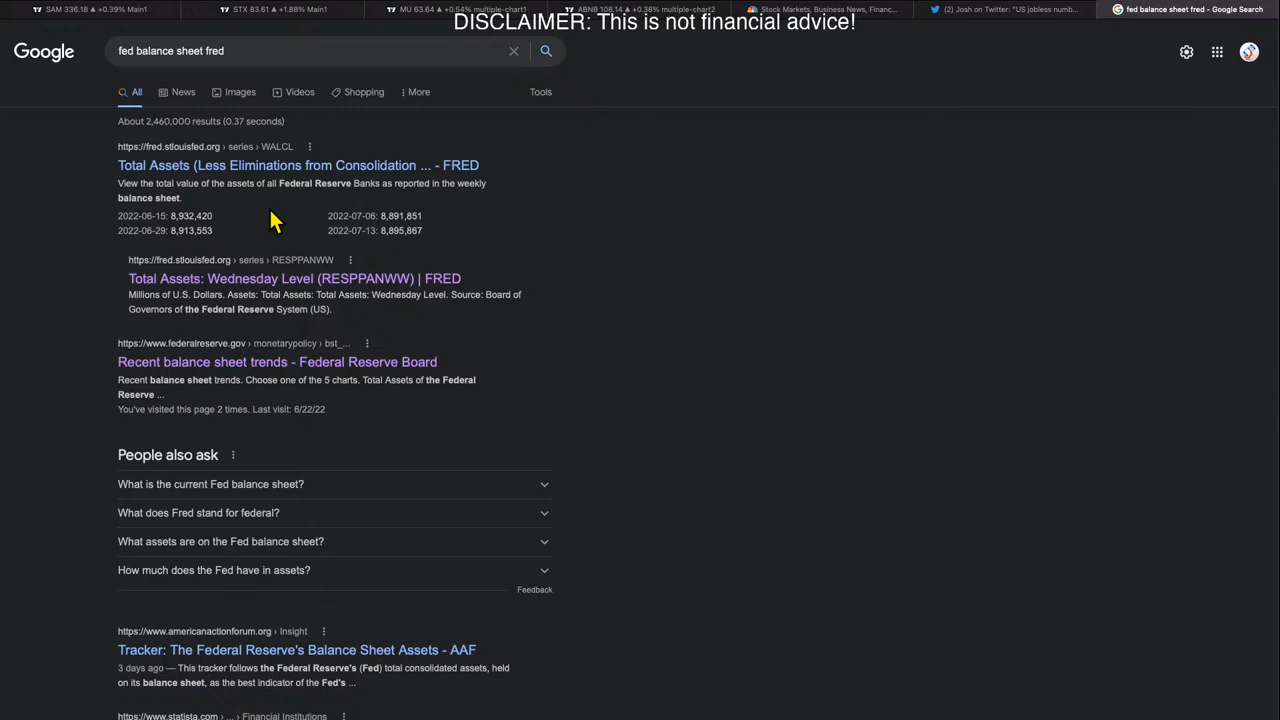 SAM 336.18 ▲ +0.39% Main1
STX 83.61 ▲ +1.88% Main1
MU 63.64 ▲ +0.54% multiple-chart1
ABNB 108.14 ▲ +0.38% multiple-chart2
Stock Markets, Business News, Financ...
(2) Josh on Twitter: "US jobless numb...
fed balance sheet fred - Google Search
DISCLAIMER: This is not financial advice!
Google
fed balance sheet fred
All
News
Images
Videos
Shopping
More
Tools
About 2,460,000 results (0.37 seconds)
https://fred.stlouisfed.org › series › WALCL
Total Assets (Less Eliminations from Consolidation ... - FRED
View the total value of the assets of all Federal Reserve Banks as reported in the weekly
balance sheet.
2022-06-15: 8,932,420
2022-07-06: 8,891,851
2022-06-29: 8,913,553
2022-07-13: 8,895,867
https://fred.stlouisfed.org › series › RESPPANWW
Total Assets: Wednesday Level (RESPPANWW) | FRED
Millions of U.S. Dollars. Assets: Total Assets: Total Assets: Wednesday Level. Source: Board of
Governors of the Federal Reserve System (US).
https://www.federalreserve.gov › monetarypolicy › bst_...
Recent balance sheet trends - Federal Reserve Board
Recent balance sheet trends. Choose one of the 5 charts. Total Assets of the Federal
Reserve ...
You've visited this page 2 times. Last visit: 6/22/22
People also ask
What is the current Fed balance sheet?
What does Fred stand for federal?
What assets are on the Fed balance sheet?
How much does the Fed have in assets?
Feedback
https://www.americanactionforum.org › Insight
Tracker: The Federal Reserve's Balance Sheet Assets - AAF
3 days ago — This tracker follows the Federal Reserve's (Fed) total consolidated assets, held
on its balance sheet, as the best indicator of the Fed's ...
https://www.statista.com › ... › Financial Institutions